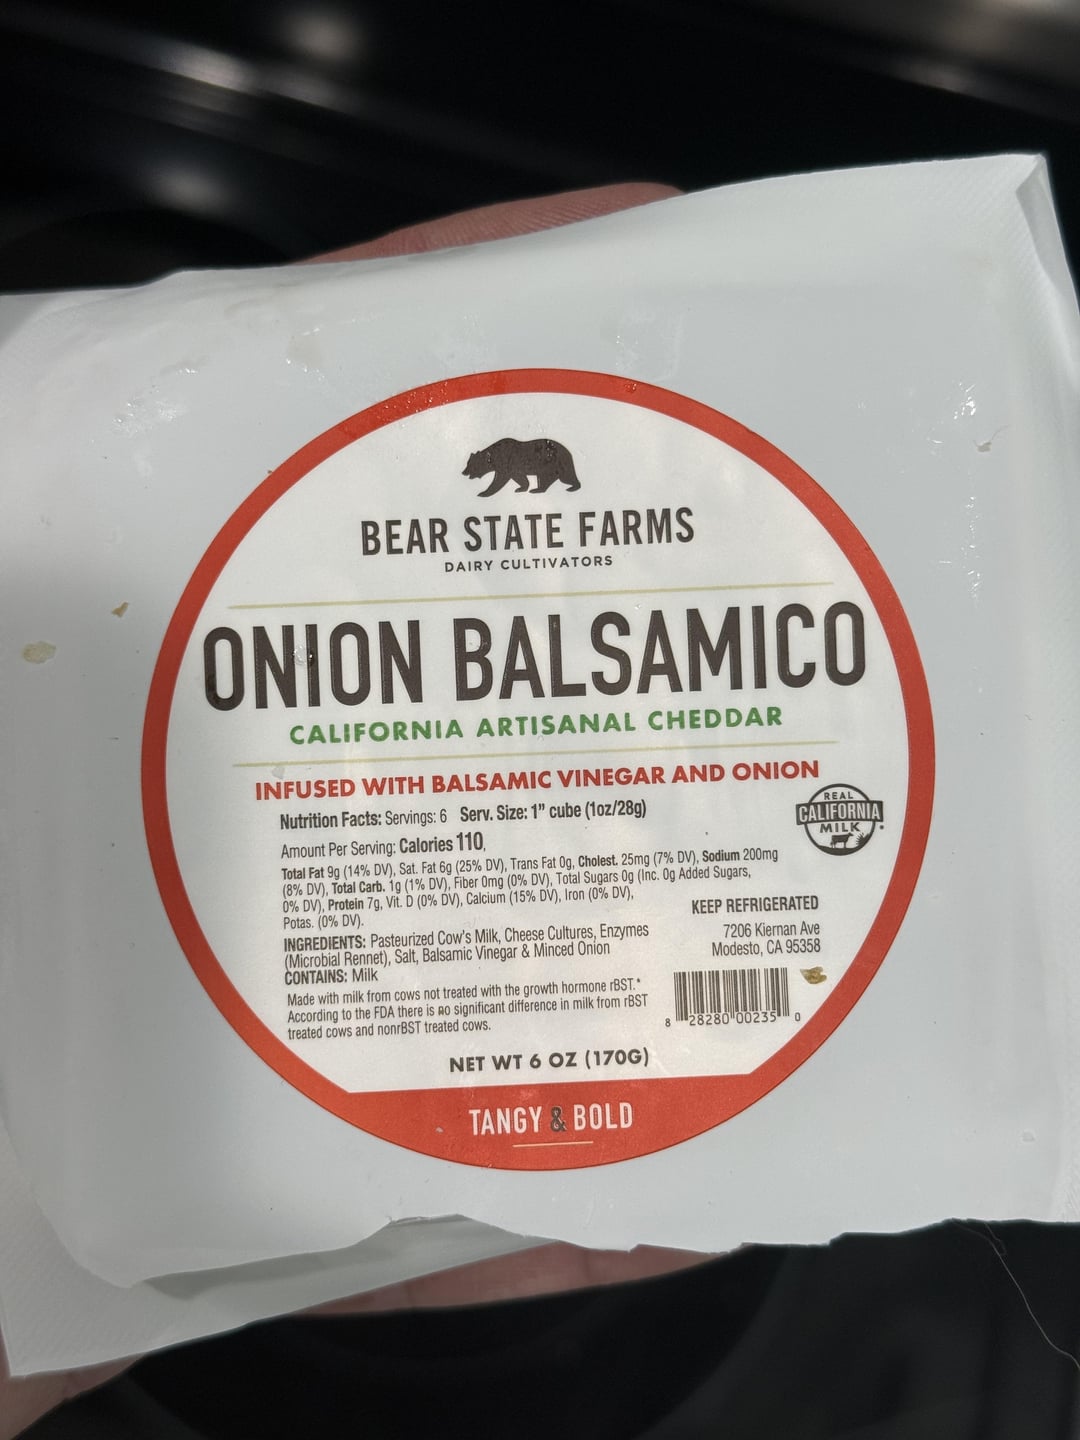 BEAR STATE FARMS
DAIRY CULTIVATORS
ONION BALSAMICO
CALIFORNIA ARTISANAL CHEDDAR
INFUSED WITH BALSAMIC VINEGAR AND ONION
Nutrition Facts: Servings: 6 Serv. Size: 1” cube (1oz/28g)
Amount Per Serving: Calories 110,
Total Fat 9g (14% DV), Sat. Fat 6g (25% DV), Trans Fat 0g, Cholest. 25mg (7% DV), Sodium 200mg
(8% DV), Total Carb. 1g (1% DV), Fiber 0mg (0% DV), Total Sugars 0g (Inc. 0g Added Sugars,
0% DV), Protein 7g, Vit. D (0% DV), Calcium (15% DV), Iron (0% DV),
Potas. (0% DV).
INGREDIENTS: Pasteurized Cow's Milk, Cheese Cultures, Enzymes
(Microbial Rennet), Salt, Balsamic Vinegar & Minced Onion
CONTAINS: Milk
Made with milk from cows not treated with the growth hormone rBST.*
According to the FDA there is no significant difference in milk from rBST
treated cows and nonrBST treated cows.
REAL
CALIFORNIA
MILK
KEEP REFRIGERATED
7206 Kiernan Ave
Modesto, CA 95358
8 28280 00235 0
NET WT 6 OZ (170G)
TANGY & BOLD